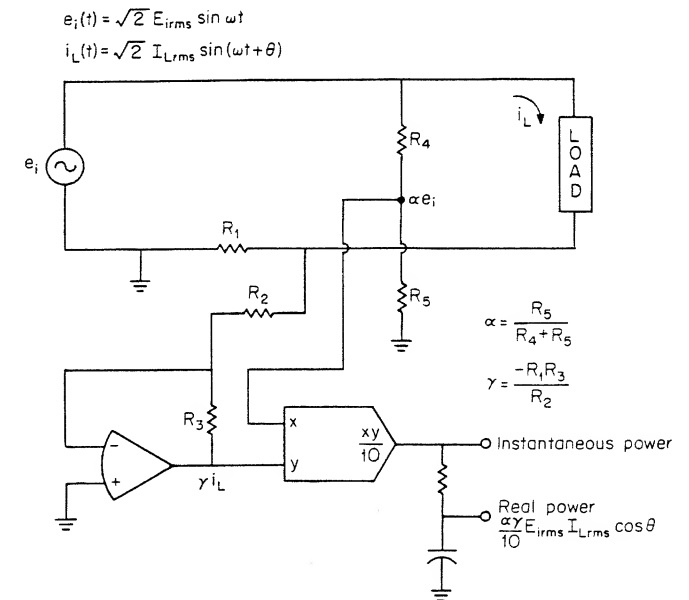 e_i(t) = √2 E_irms sin ωt
i_L(t) = √2 I_Lrms sin(ωt+θ)
i_L
LOAD
R_4
e_i
αe_i
R_1
R_2
R_5
α = R_5 / (R_4+R_5)
γ = -R_1R_3 / R_2
R_3
x
xy/10
y
-
+
γi_L
Instantaneous power
Real power
αγ/10 E_irms I_Lrms cosθ